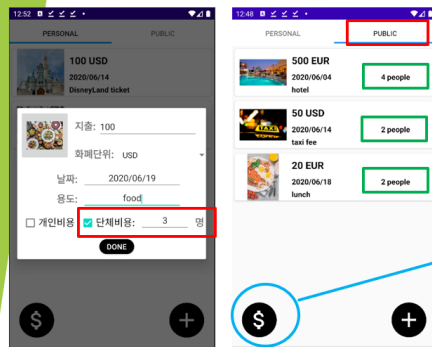 12:52
PERSONAL PUBLIC
100 USD
2020/06/14
DisneyLand ticket
지출: 100
화폐단위: USD
날짜: 2020/06/19
용도: food
개인비용 단체비용: 3 명
DONE
$ +
12:48
PERSONAL PUBLIC
500 EUR
2020/06/04
hotel
4 people
TAXI
50 USD
2020/06/14
taxi fee
2 people
20 EUR
2020/06/18
lunch
2 people
$ +